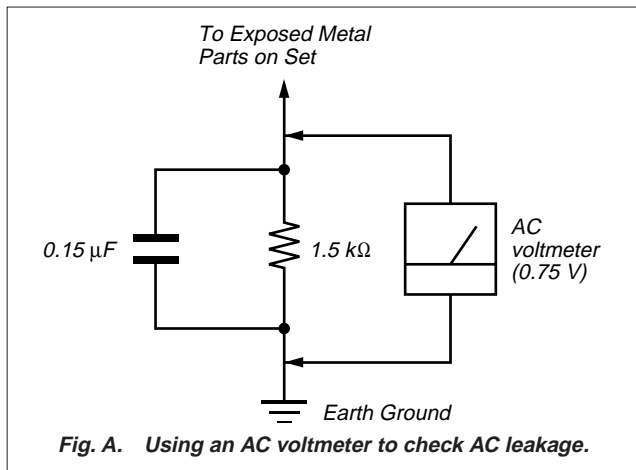 To Exposed Metal
Parts on Set
0.15 µF
1.5 kΩ
AC
voltmeter
(0.75 V)
Earth Ground
Fig. A. Using an AC voltmeter to check AC leakage.